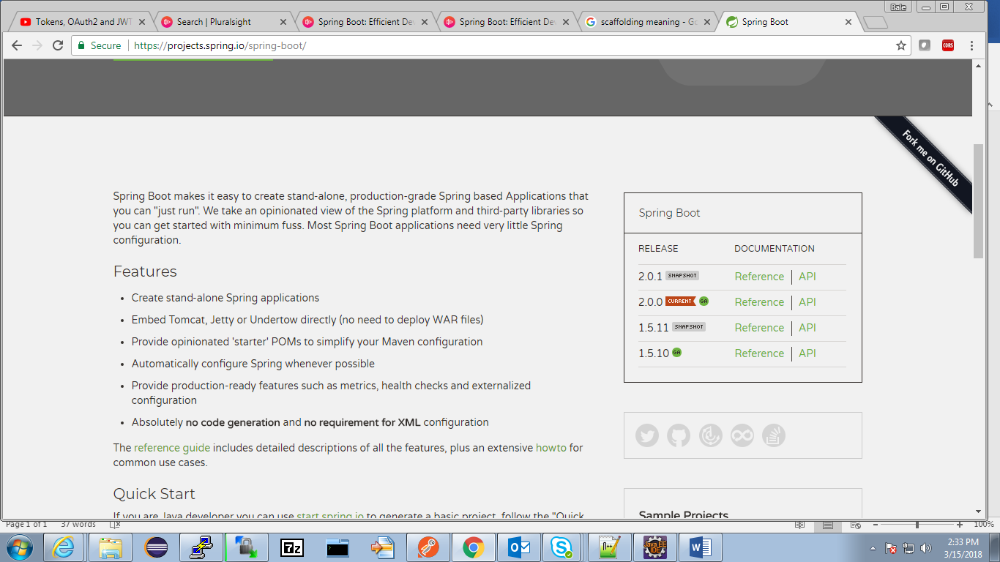 Bale
Tokens, OAuth2 and JWT
Search | Pluralsight
Spring Boot: Efficient De
Spring Boot: Efficient De
scaffolding meaning - Go
Spring Boot
Secure
https://projects.spring.io/spring-boot/
CORS
Fork me on GitHub
Spring Boot makes it easy to create stand-alone, production-grade Spring based Applications that
you can "just run". We take an opinionated view of the Spring platform and third-party libraries so
you can get started with minimum fuss. Most Spring Boot applications need very little Spring
configuration.
Features
• Create stand-alone Spring applications
• Embed Tomcat, Jetty or Undertow directly (no need to deploy WAR files)
• Provide opinionated 'starter' POMs to simplify your Maven configuration
• Automatically configure Spring whenever possible
• Provide production-ready features such as metrics, health checks and externalized
configuration
• Absolutely no code generation and no requirement for XML configuration
The reference guide includes detailed descriptions of all the features, plus an extensive howto for
common use cases.
Quick Start
If you are Java developer you can use start.spring.io to generate a basic project, follow the "Quick
Spring Boot
RELEASE DOCUMENTATION
2.0.1 SNAPSHOT Reference | API
2.0.0 CURRENT GA Reference | API
1.5.11 SNAPSHOT Reference | API
1.5.10 GA Reference | API
Sample Projects
Page 1 of 1 37 words
100%
7z
N++
Java EE
IDE
2:33 PM
3/15/2018